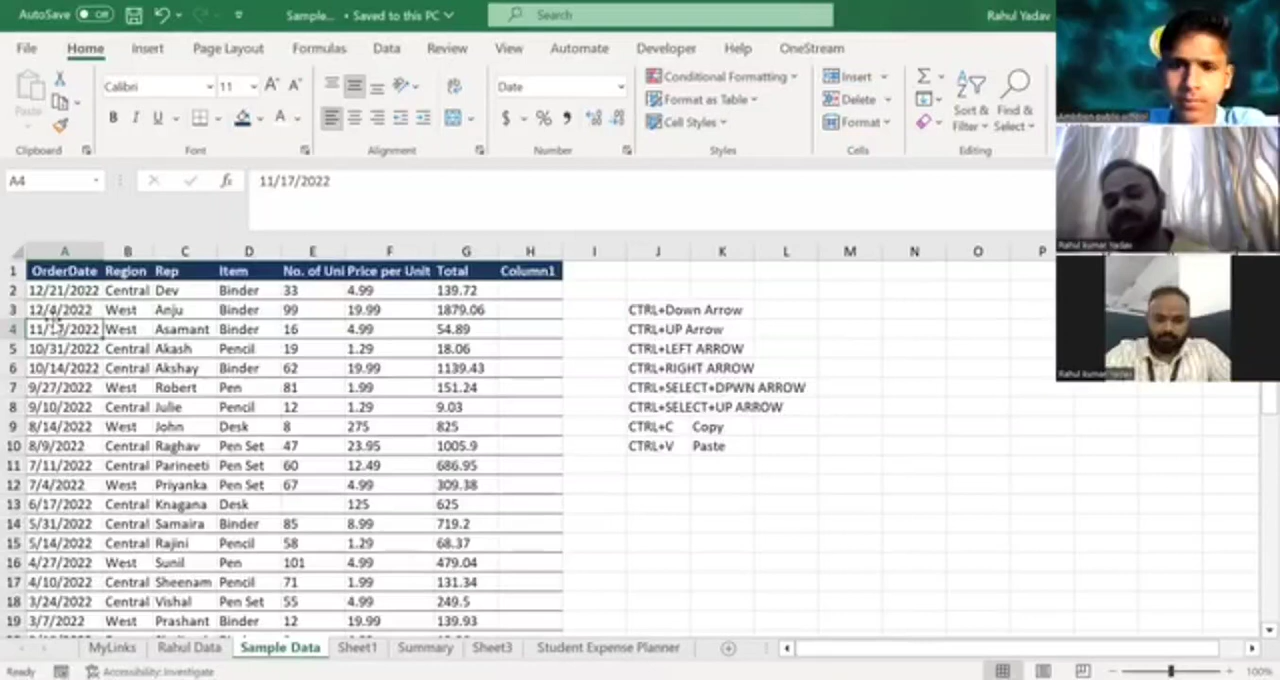 AutoSave Off Sample... • Saved to this PC Search Rahul Yadav
File Home Insert Page Layout Formulas Data Review View Automate Developer Help OneStream
Calibri 11 Date Conditional Formatting Insert
Paste B I U $ % Format as Table Delete Sort & Filter Find & Select
Cell Styles Format
Clipboard Font Alignment Number Styles Cells Editing
A4 fx 11/17/2022
A B C D E F G H I J K L M N O P
1 OrderDate Region Rep Item No. of Uni Price per Unit Total Column1
2 12/21/2022 Central Dev Binder 33 4.99 139.72
3 12/4/2022 West Anju Binder 99 19.99 1879.06 CTRL+Down Arrow
4 11/17/2022 West Asamant Binder 16 4.99 54.89 CTRL+UP Arrow
5 10/31/2022 Central Akash Pencil 19 1.29 18.06 CTRL+LEFT ARROW
6 10/14/2022 Central Akshay Binder 62 19.99 1139.43 CTRL+RIGHT ARROW
7 9/27/2022 West Robert Pen 81 1.99 151.24 CTRL+SELECT+DPWN ARROW
8 9/10/2022 Central Julie Pencil 12 1.29 9.03 CTRL+SELECT+UP ARROW
9 8/14/2022 West John Desk 8 275 825 CTRL+C Copy
10 8/9/2022 Central Raghav Pen Set 47 23.95 1005.9 CTRL+V Paste
11 7/11/2022 Central Parineeti Pen Set 60 12.49 686.95
12 7/4/2022 West Priyanka Pen Set 67 4.99 309.38
13 6/17/2022 Central Knagana Desk 125 625
14 5/31/2022 Central Samaira Binder 85 8.99 719.2
15 5/14/2022 Central Rajini Pencil 58 1.29 68.37
16 4/27/2022 West Sunil Pen 101 4.99 479.04
17 4/10/2022 Central Sheenam Pencil 71 1.99 131.34
18 3/24/2022 Central Vishal Pen Set 55 4.99 249.5
19 3/7/2022 West Prashant Binder 12 19.99 139.93
MyLinks Rahul Data Sample Data Sheet1 Summary Sheet3 Student Expense Planner
Ready Accessibility: Investigate 100%
Rahul kumar Yadav
Rahul kumar Yadav